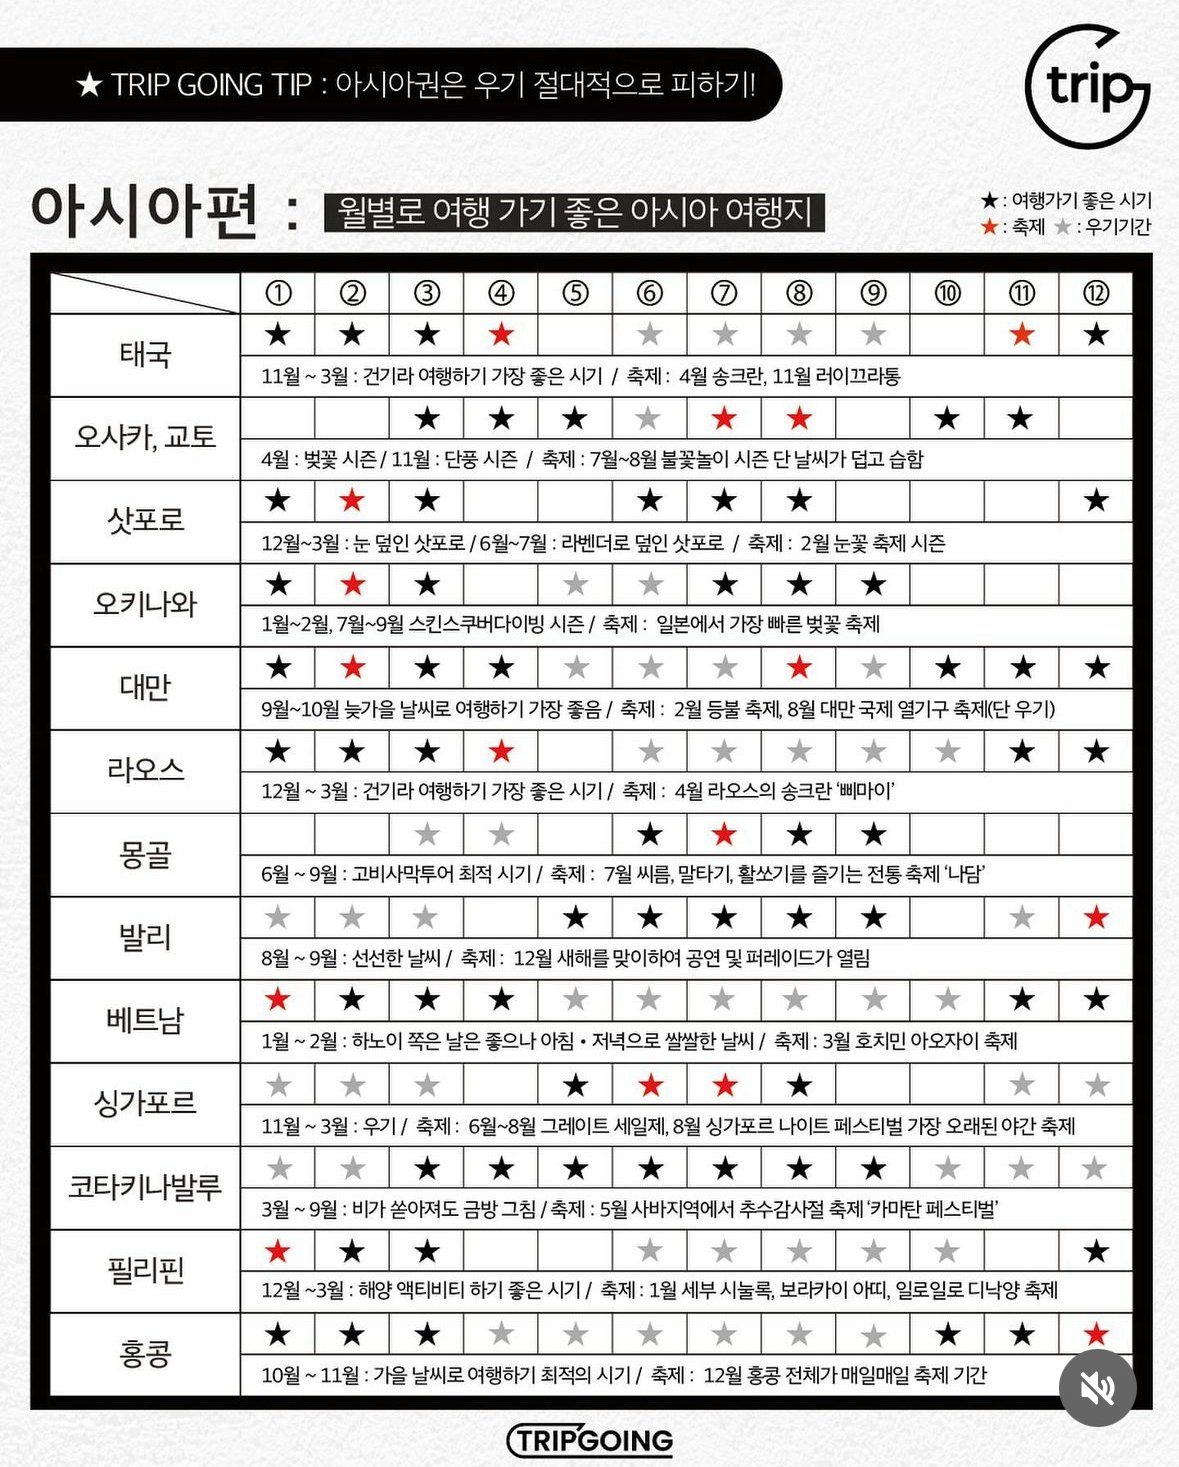 ★ TRIP GOING TIP : 아시아권은 우기 절대적으로 피하기!
trip
아시아편 : 월별로 여행 가기 좋은 아시아 여행지
★ : 여행가기 좋은 시기
★ : 축제 ★ : 우기기간
① ② ③ ④ ⑤ ⑥ ⑦ ⑧ ⑨ ⑩ ⑪ ⑫
태국
★ ★ ★ ★ ★ ★ ★ ★ ★ ★
11월 ~ 3월 : 건기라 여행하기 가장 좋은 시기 / 축제 : 4월 송크란, 11월 러이끄라통
오사카, 교토
★ ★ ★ ★ ★ ★ ★ ★
4월 : 벚꽃 시즌 / 11월 : 단풍 시즌 / 축제 : 7월~8월 불꽃놀이 시즌 단 날씨가 덥고 습함
삿포로
★ ★ ★ ★ ★ ★ ★
12월~3월 : 눈 덮인 삿포로 / 6월~7월 : 라벤더로 덮인 삿포로 / 축제 : 2월 눈꽃 축제 시즌
오키나와
★ ★ ★ ★ ★ ★ ★ ★
1월~2월, 7월~9월 스킨스쿠버다이빙 시즌 / 축제 : 일본에서 가장 빠른 벚꽃 축제
대만
★ ★ ★ ★ ★ ★ ★ ★ ★ ★ ★ ★
9월~10월 늦가을 날씨로 여행하기 가장 좋음 / 축제 : 2월 등불 축제, 8월 대만 국제 열기구 축제(단 우기)
라오스
★ ★ ★ ★ ★ ★ ★ ★ ★ ★ ★
12월 ~ 3월 : 건기라 여행하기 가장 좋은 시기 / 축제 : 4월 라오스의 송크란 ‘삐마이’
몽골
★ ★ ★ ★ ★ ★
6월 ~ 9월 : 고비사막투어 최적 시기 / 축제 : 7월 씨름, 말타기, 활쏘기를 즐기는 전통 축제 ‘나담’
발리
★ ★ ★ ★ ★ ★ ★ ★ ★ ★
8월 ~ 9월 : 선선한 날씨 / 축제 : 12월 새해를 맞이하여 공연 및 퍼레이드가 열림
베트남
★ ★ ★ ★ ★ ★ ★ ★ ★ ★ ★ ★
1월 ~ 2월 : 하노이 쪽은 날은 좋으나 아침 • 저녁으로 쌀쌀한 날씨 / 축제 : 3월 호치민 아오자이 축제
싱가포르
★ ★ ★ ★ ★ ★ ★ ★ ★
11월 ~ 3월 : 우기 / 축제 : 6월~8월 그레이트 세일제, 8월 싱가포르 나이트 페스티벌 가장 오래된 야간 축제
코타키나발루
★ ★ ★ ★ ★ ★ ★ ★ ★ ★ ★ ★
3월 ~ 9월 : 비가 쏟아져도 금방 그침 / 축제 : 5월 사바지역에서 추수감사절 축제 ‘카마탄 페스티벌’
필리핀
★ ★ ★ ★ ★ ★ ★ ★ ★
12월 ~3월 : 해양 액티비티 하기 좋은 시기 / 축제 : 1월 세부 시눌룩, 보라카이 아띠, 일로일로 디낙양 축제
홍콩
★ ★ ★ ★ ★ ★ ★ ★ ★ ★ ★ ★
10월 ~ 11월 : 가을 날씨로 여행하기 최적의 시기 / 축제 : 12월 홍콩 전체가 매일매일 축제 기간
TRIPGOING